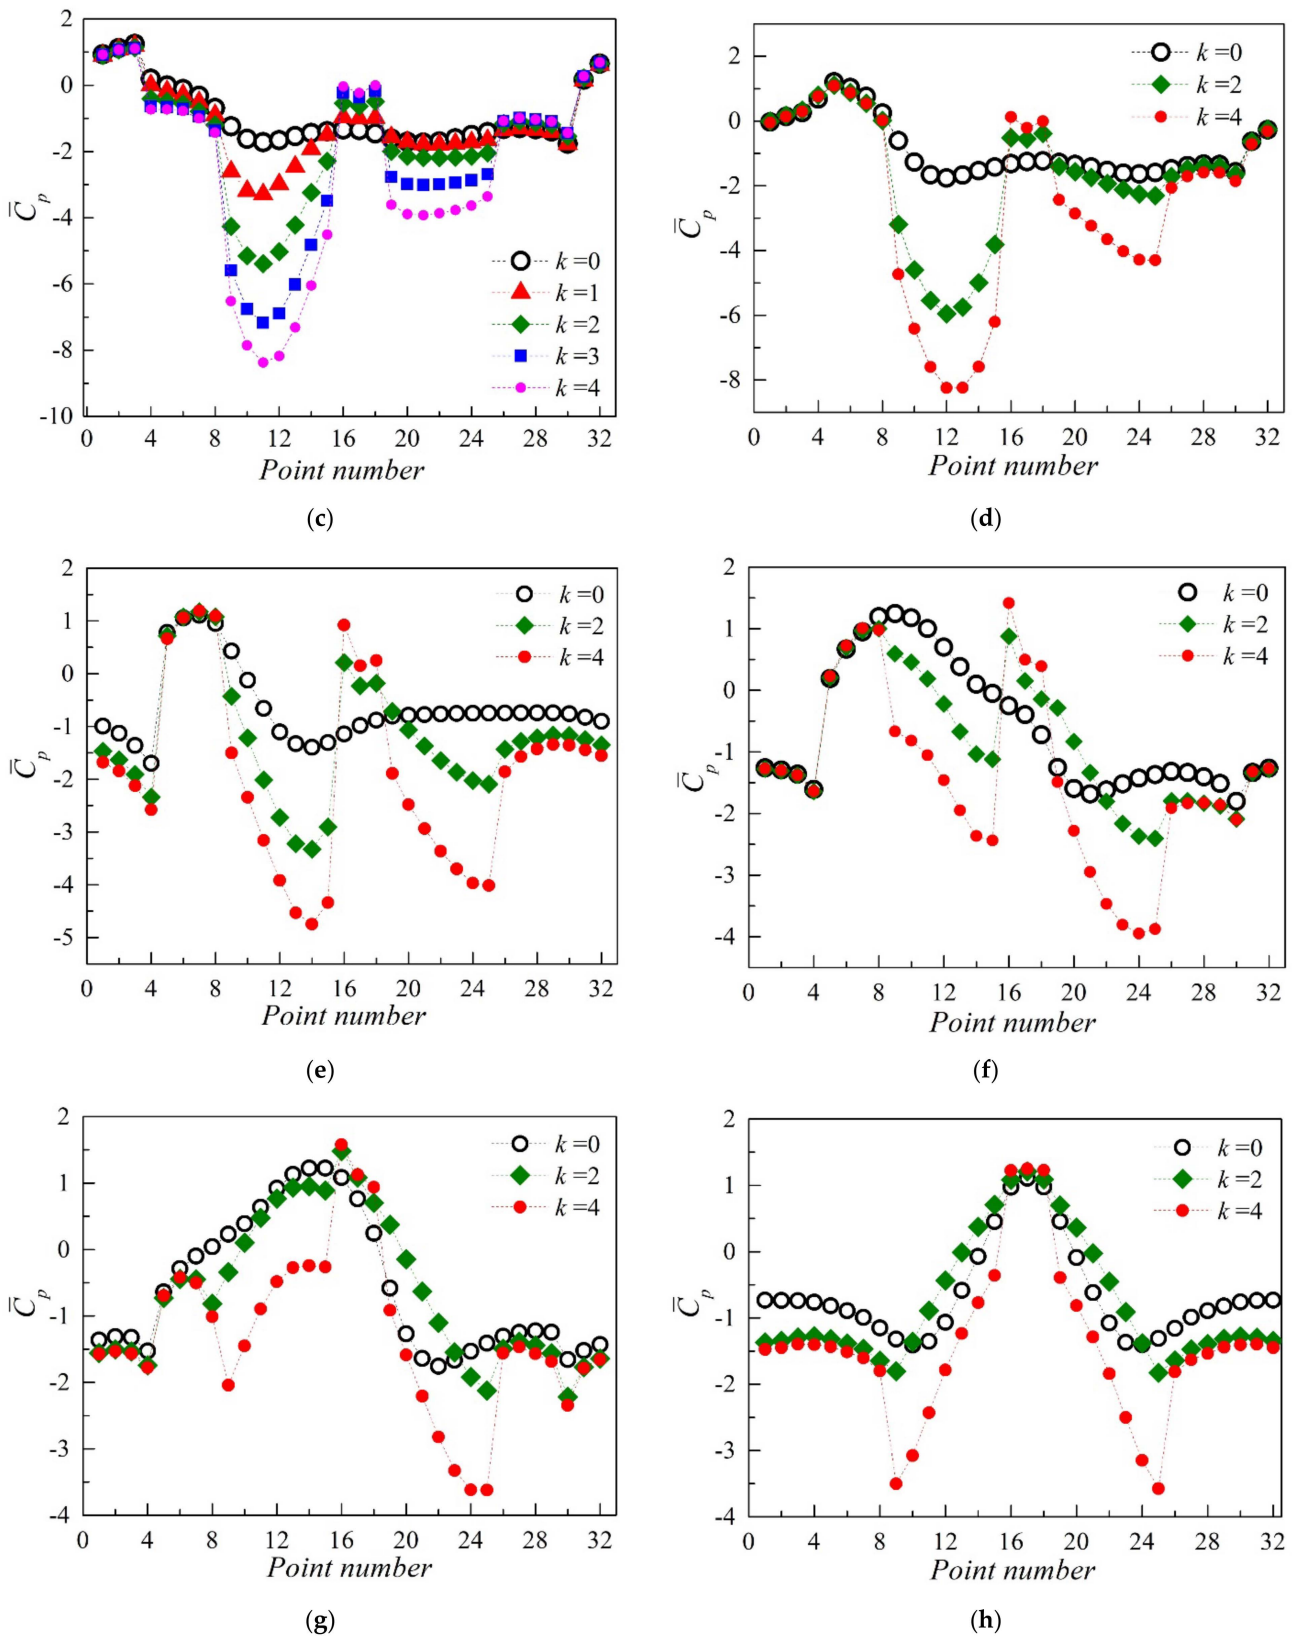 2
0
-2
-4
-6
-8
-10
C̅p
k =0
k =1
k =2
k =3
k =4
0 4 8 12 16 20 24 28 32
Point number
(c)
2
0
-2
-4
-6
-8
C̅p
k =0
k =2
k =4
0 4 8 12 16 20 24 28 32
Point number
(d)
2
1
0
-1
-2
-3
-4
-5
C̅p
k =0
k =2
k =4
0 4 8 12 16 20 24 28 32
Point number
(e)
2
1
0
-1
-2
-3
-4
C̅p
k =0
k =2
k =4
0 4 8 12 16 20 24 28 32
Point number
(f)
2
1
0
-1
-2
-3
-4
C̅p
k =0
k =2
k =4
0 4 8 12 16 20 24 28 32
Point number
(g)
2
1
0
-1
-2
-3
-4
C̅p
k =0
k =2
k =4
0 4 8 12 16 20 24 28 32
Point number
(h)